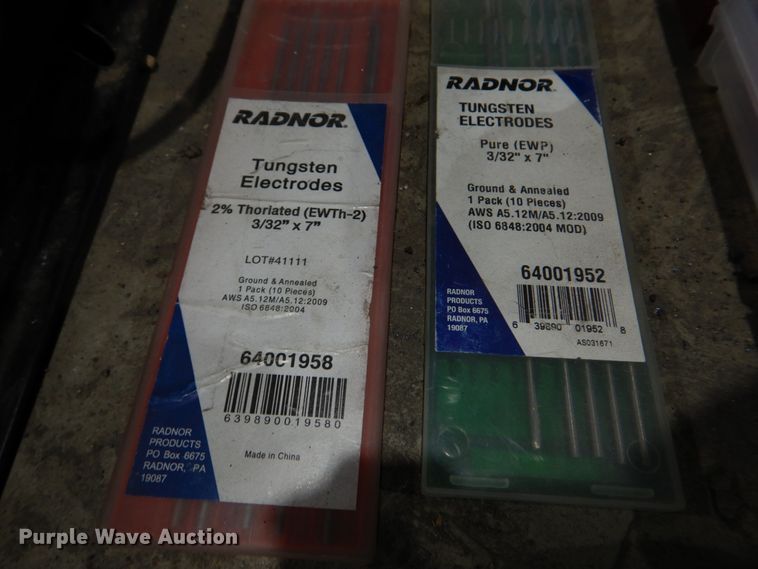 RADNOR.
Tungsten
Electrodes
2% Thoriated (EWTh-2)
3/32" x 7"
LOT#41111
Ground & Annealed
1 Pack (10 Pieces)
AWS A5.12M/A5.12:2009
ISO 6848:2004
64001958
639890019580
RADNOR
PRODUCTS
PO Box 6675
RADNOR, PA
19087
Made in China
RADNOR
TUNGSTEN
ELECTRODES
Pure (EWP)
3/32" x 7"
Ground & Annealed
1 Pack (10 Pieces)
AWS A5.12M/A5.12:2009
(ISO 6848:2004 MOD)
64001952
6 39890 01952 8
RADNOR
PRODUCTS
PO Box 6675
RADNOR, PA
19087
AS031671
Purple Wave Auction